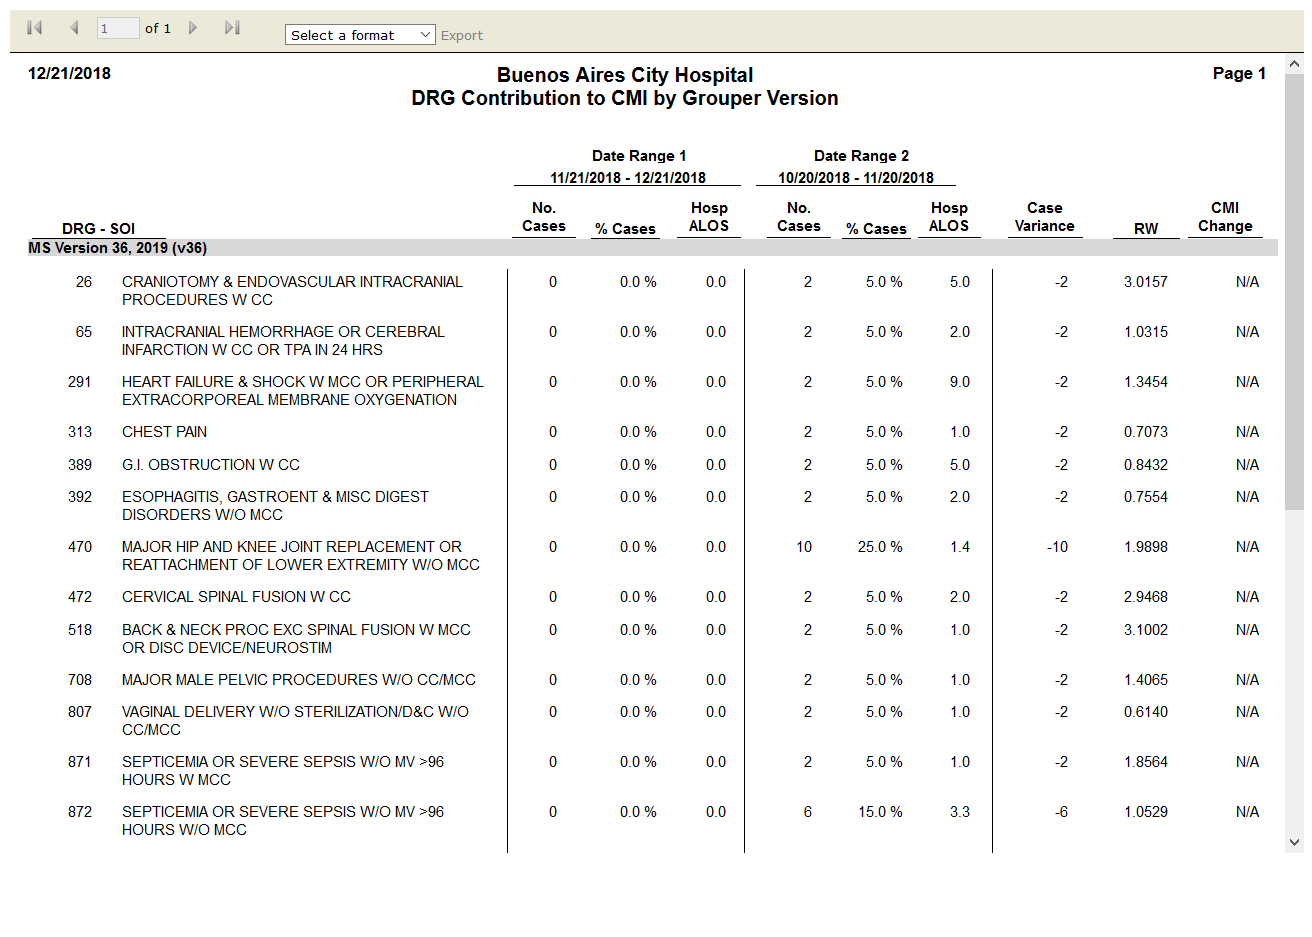 1 of 1 Select a format Export
12/21/2018 Buenos Aires City Hospital Page 1
DRG Contribution to CMI by Grouper Version
Date Range 1 Date Range 2
11/21/2018 - 12/21/2018 10/20/2018 - 11/20/2018
No. Hosp No. Hosp Case CMI
DRG - SOI Cases % Cases ALOS Cases % Cases ALOS Variance RW Change
MS Version 36, 2019 (v36)
26 CRANIOTOMY & ENDOVASCULAR INTRACRANIAL 0 0.0 % 0.0 2 5.0 % 5.0 -2 3.0157 N/A
PROCEDURES W CC
65 INTRACRANIAL HEMORRHAGE OR CEREBRAL 0 0.0 % 0.0 2 5.0 % 2.0 -2 1.0315 N/A
INFARCTION W CC OR TPA IN 24 HRS
291 HEART FAILURE & SHOCK W MCC OR PERIPHERAL 0 0.0 % 0.0 2 5.0 % 9.0 -2 1.3454 N/A
EXTRACORPOREAL MEMBRANE OXYGENATION
313 CHEST PAIN 0 0.0 % 0.0 2 5.0 % 1.0 -2 0.7073 N/A
389 G.I. OBSTRUCTION W CC 0 0.0 % 0.0 2 5.0 % 5.0 -2 0.8432 N/A
392 ESOPHAGITIS, GASTROENT & MISC DIGEST 0 0.0 % 0.0 2 5.0 % 2.0 -2 0.7554 N/A
DISORDERS W/O MCC
470 MAJOR HIP AND KNEE JOINT REPLACEMENT OR 0 0.0 % 0.0 10 25.0 % 1.4 -10 1.9898 N/A
REATTACHMENT OF LOWER EXTREMITY W/O MCC
472 CERVICAL SPINAL FUSION W CC 0 0.0 % 0.0 2 5.0 % 2.0 -2 2.9468 N/A
518 BACK & NECK PROC EXC SPINAL FUSION W MCC 0 0.0 % 0.0 2 5.0 % 1.0 -2 3.1002 N/A
OR DISC DEVICE/NEUROSTIM
708 MAJOR MALE PELVIC PROCEDURES W/O CC/MCC 0 0.0 % 0.0 2 5.0 % 1.0 -2 1.4065 N/A
807 VAGINAL DELIVERY W/O STERILIZATION/D&C W/O 0 0.0 % 0.0 2 5.0 % 1.0 -2 0.6140 N/A
CC/MCC
871 SEPTICEMIA OR SEVERE SEPSIS W/O MV >96 0 0.0 % 0.0 2 5.0 % 1.0 -2 1.8564 N/A
HOURS W MCC
872 SEPTICEMIA OR SEVERE SEPSIS W/O MV >96 0 0.0 % 0.0 6 15.0 % 3.3 -6 1.0529 N/A
HOURS W/O MCC